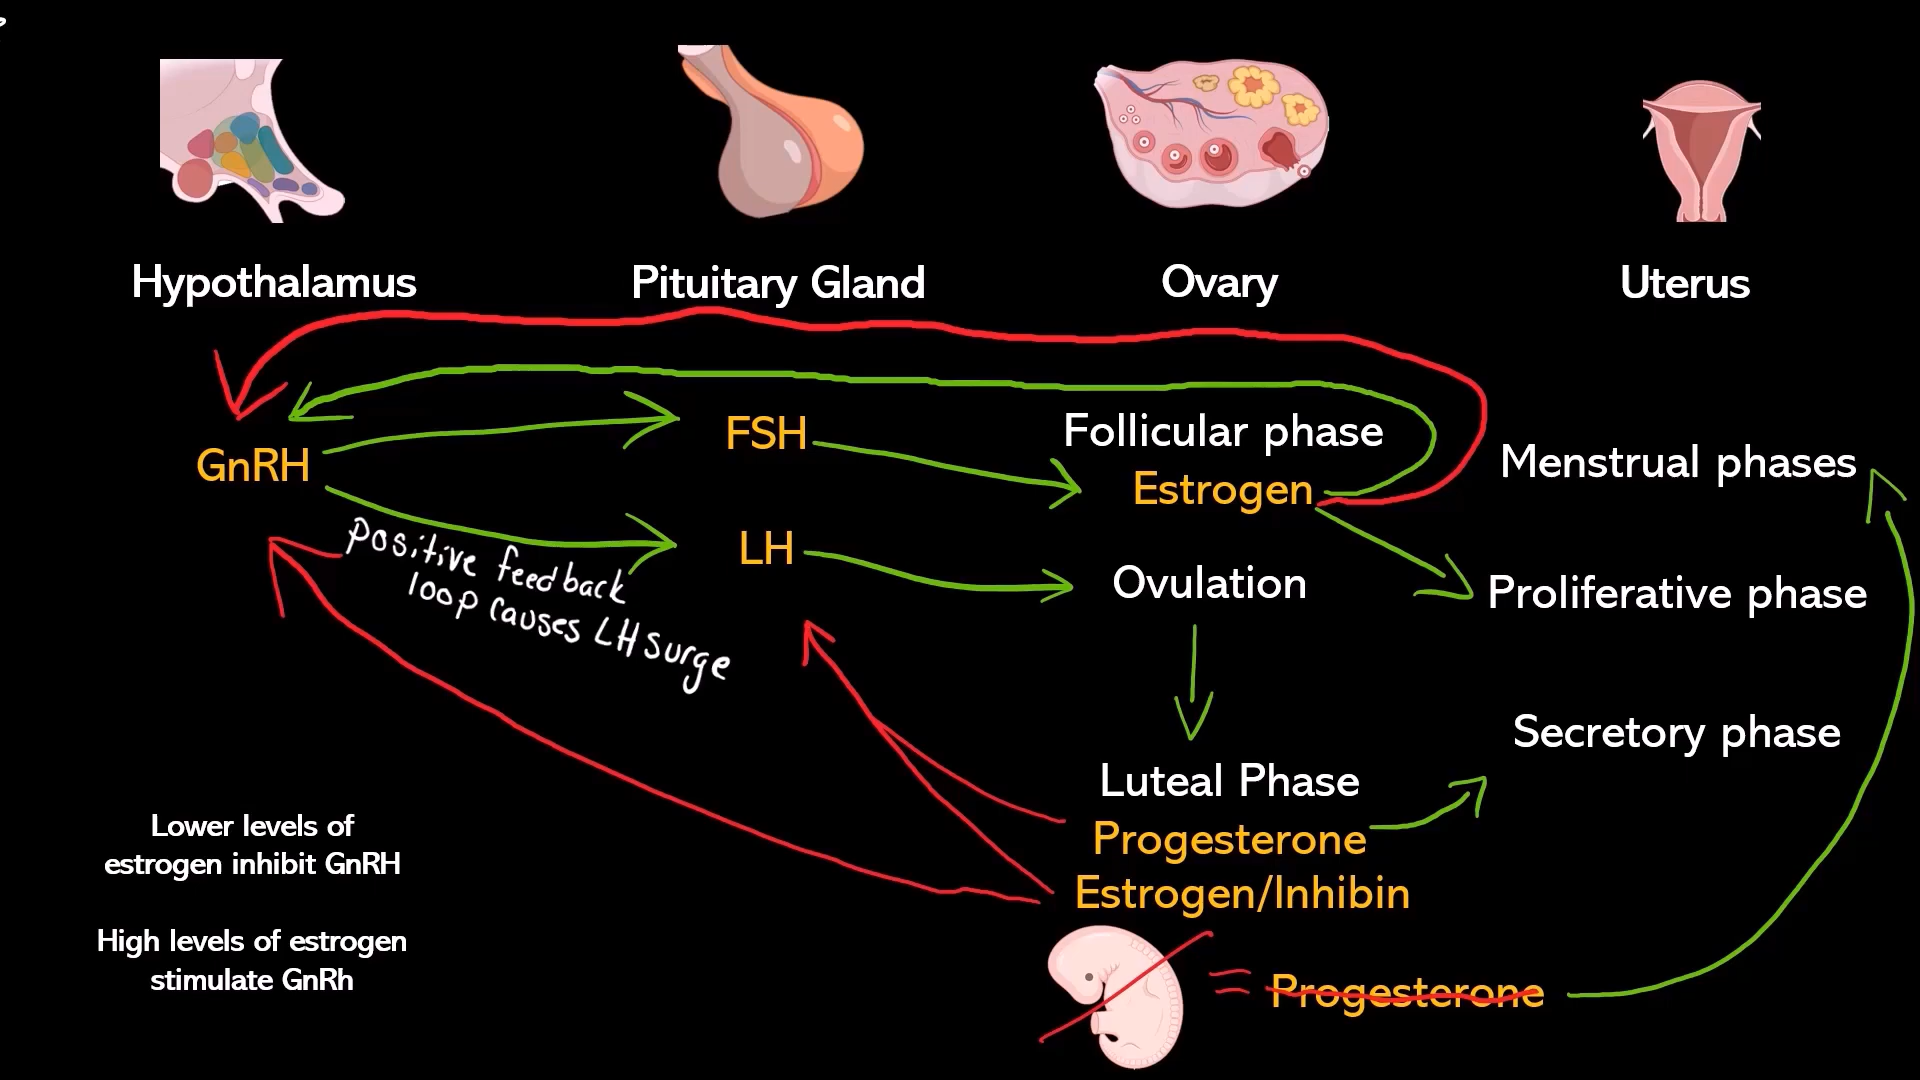 Hypothalamus
Pituitary Gland
Ovary
Uterus
GnRH
FSH
LH
positive feedback
loop causes LH surge
Follicular phase
Estrogen
Ovulation
Luteal Phase
Progesterone
Estrogen/Inhibin
Progesterone
Menstrual phases
Proliferative phase
Secretory phase
Lower levels of
estrogen inhibit GnRH
High levels of estrogen
stimulate GnRh